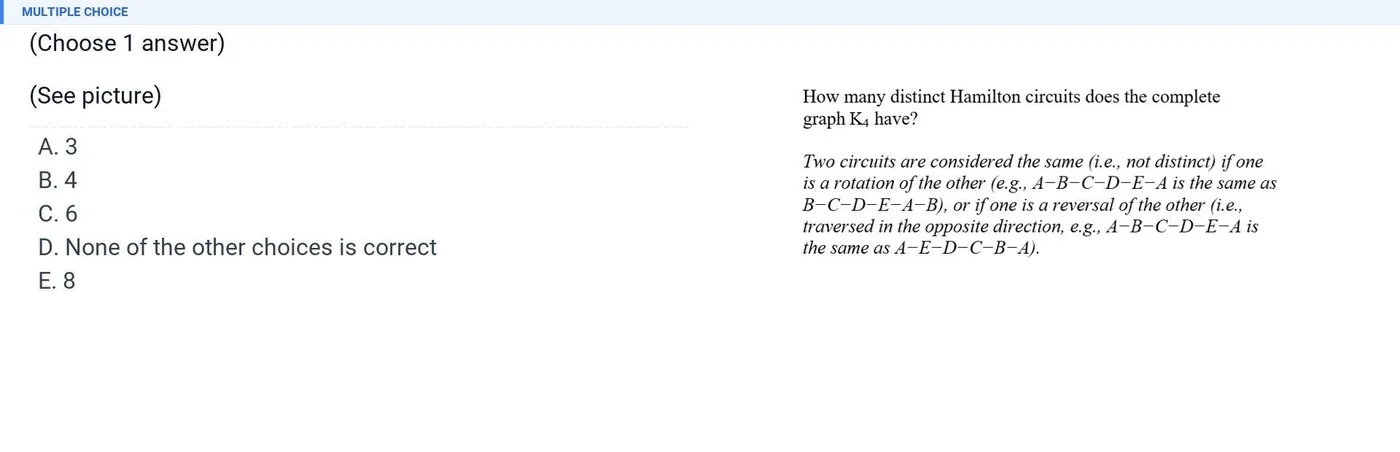 MULTIPLE CHOICE
(Choose 1 answer)
(See picture)
A. 3
B. 4
C. 6
D. None of the other choices is correct
E. 8
How many distinct Hamilton circuits does the complete
graph K₄ have?
Two circuits are considered the same (i.e., not distinct) if one
is a rotation of the other (e.g., A−B−C−D−E−A is the same as
B−C−D−E−A−B), or if one is a reversal of the other (i.e.,
traversed in the opposite direction, e.g., A−B−C−D−E−A is
the same as A−E−D−C−B−A).